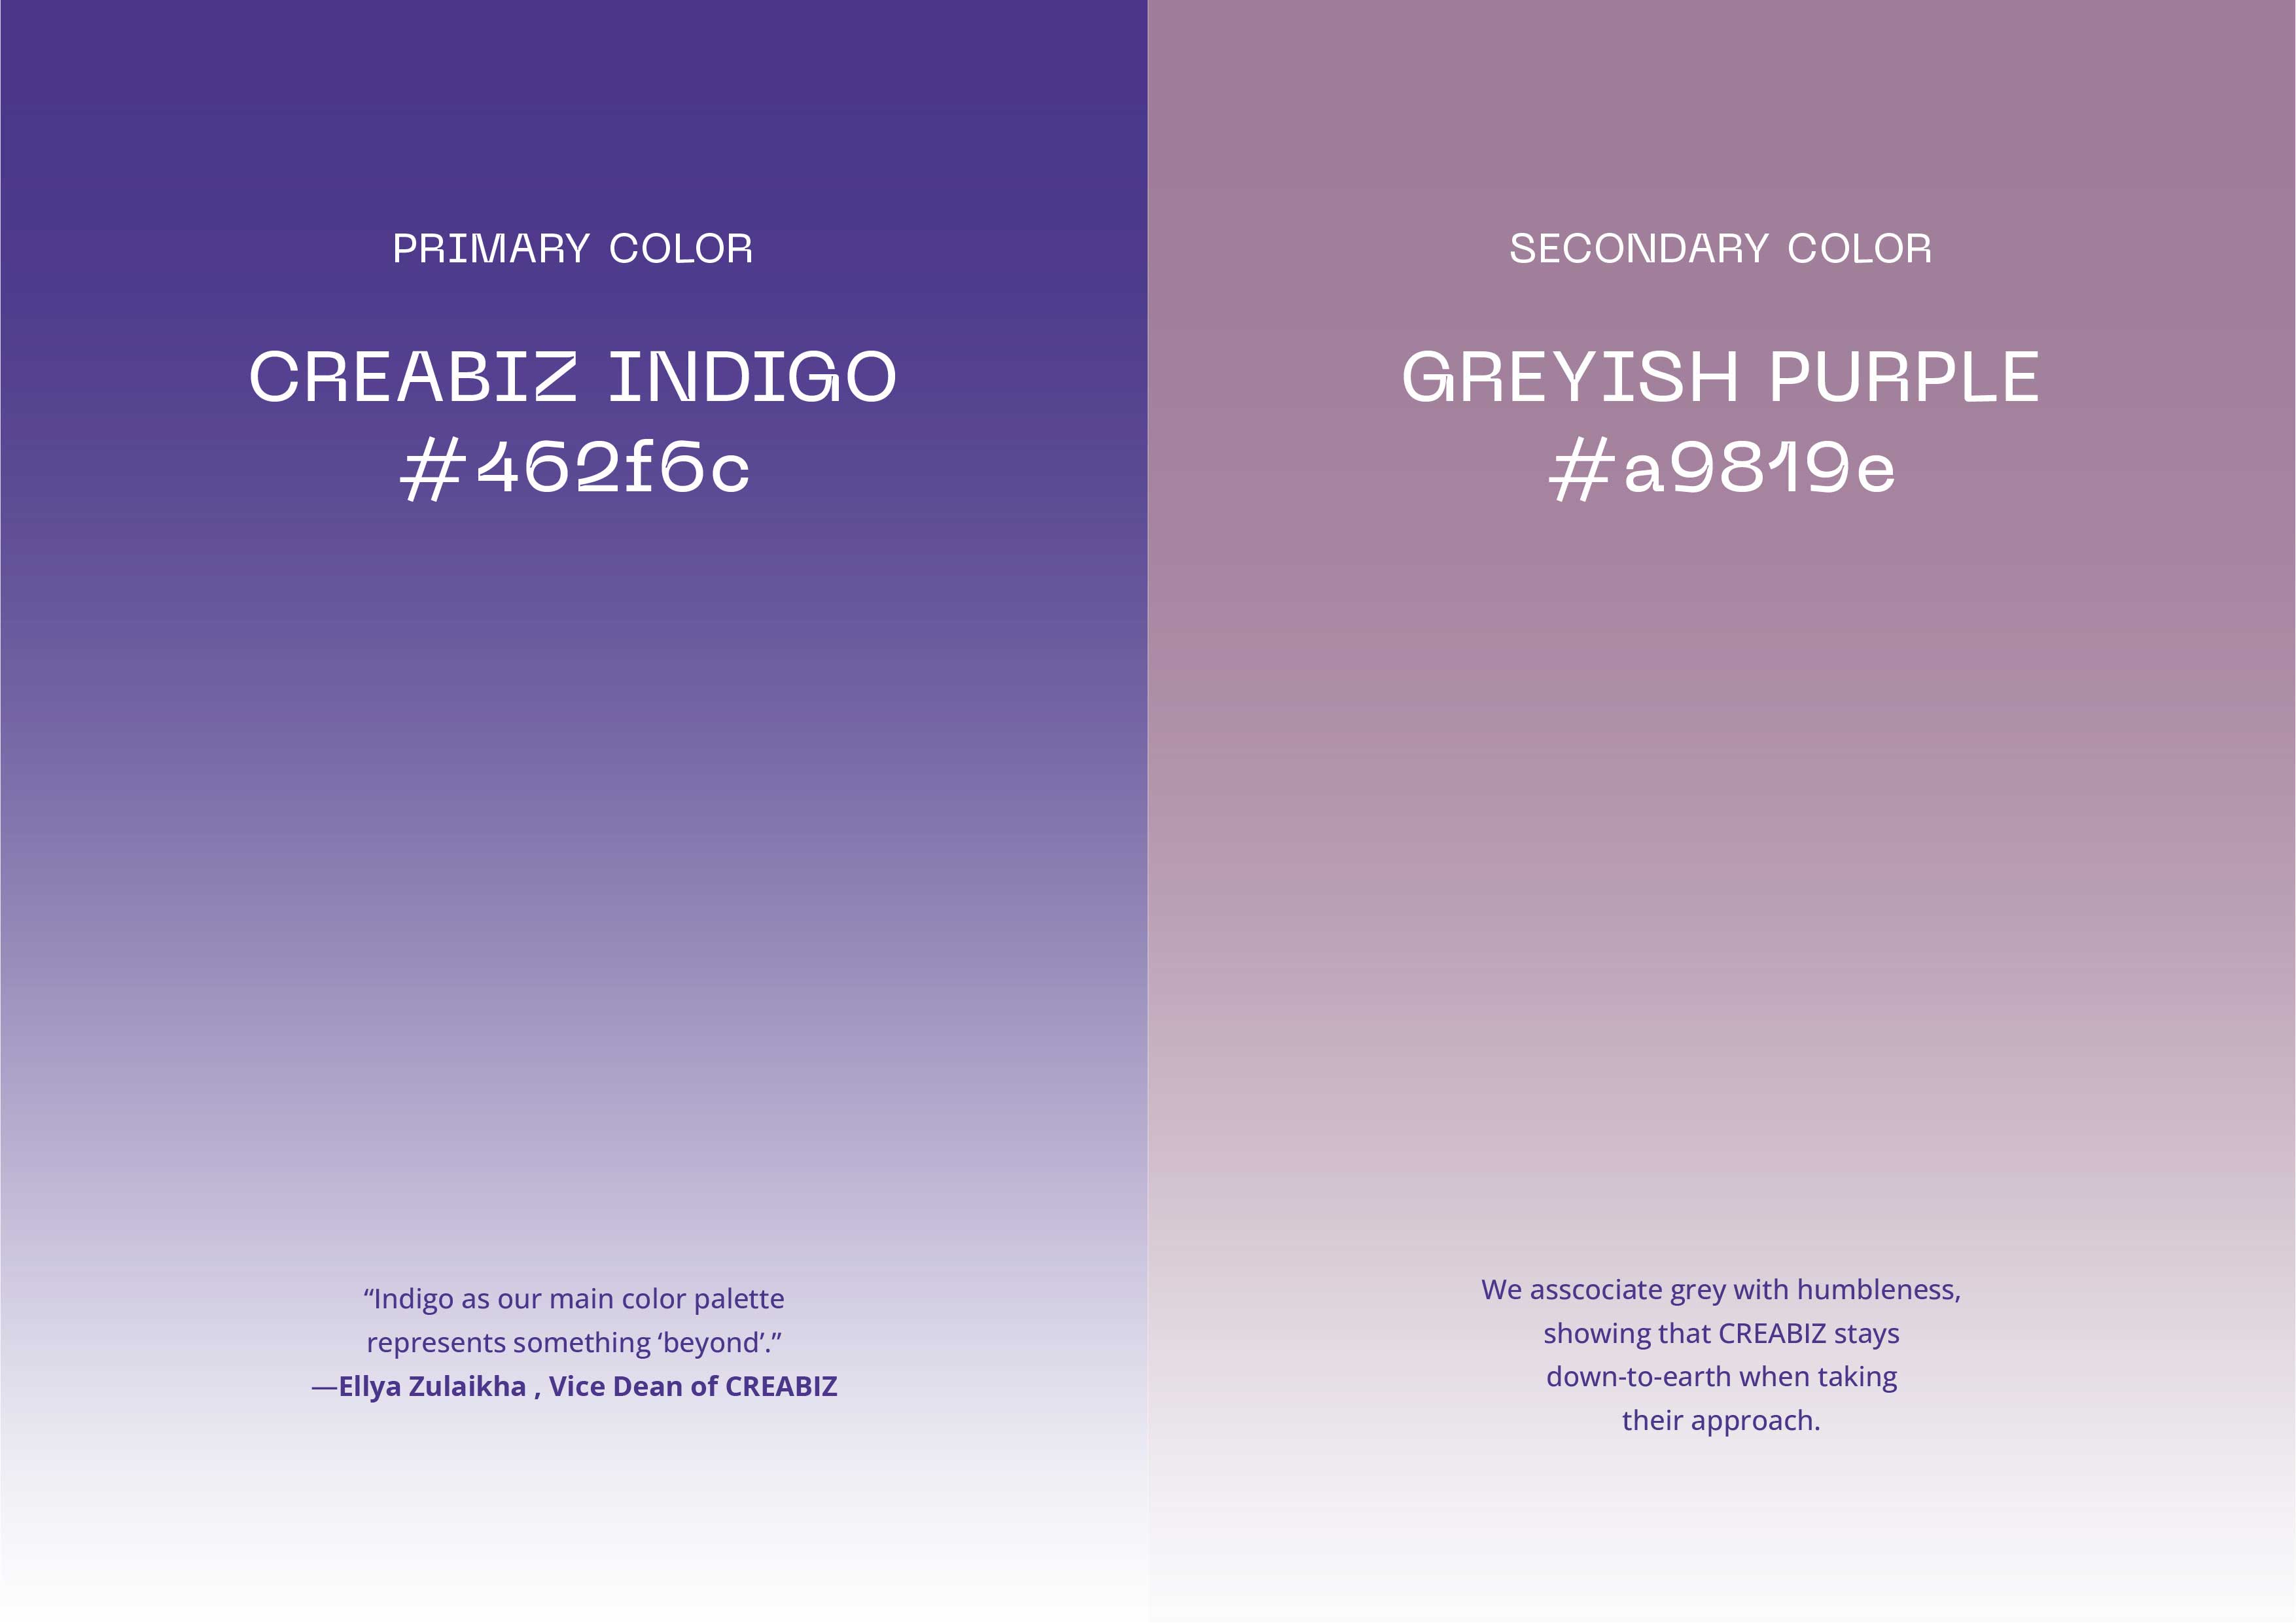 PRIMARY COLOR
CREABIZ INDIGO
#462f6c
“Indigo as our main color palette
represents something ‘beyond’.”
—Ellya Zulaikha , Vice Dean of CREABIZ
SECONDARY COLOR
GREYISH PURPLE
#a9819e
We asscociate grey with humbleness,
showing that CREABIZ stays
down-to-earth when taking
their approach.